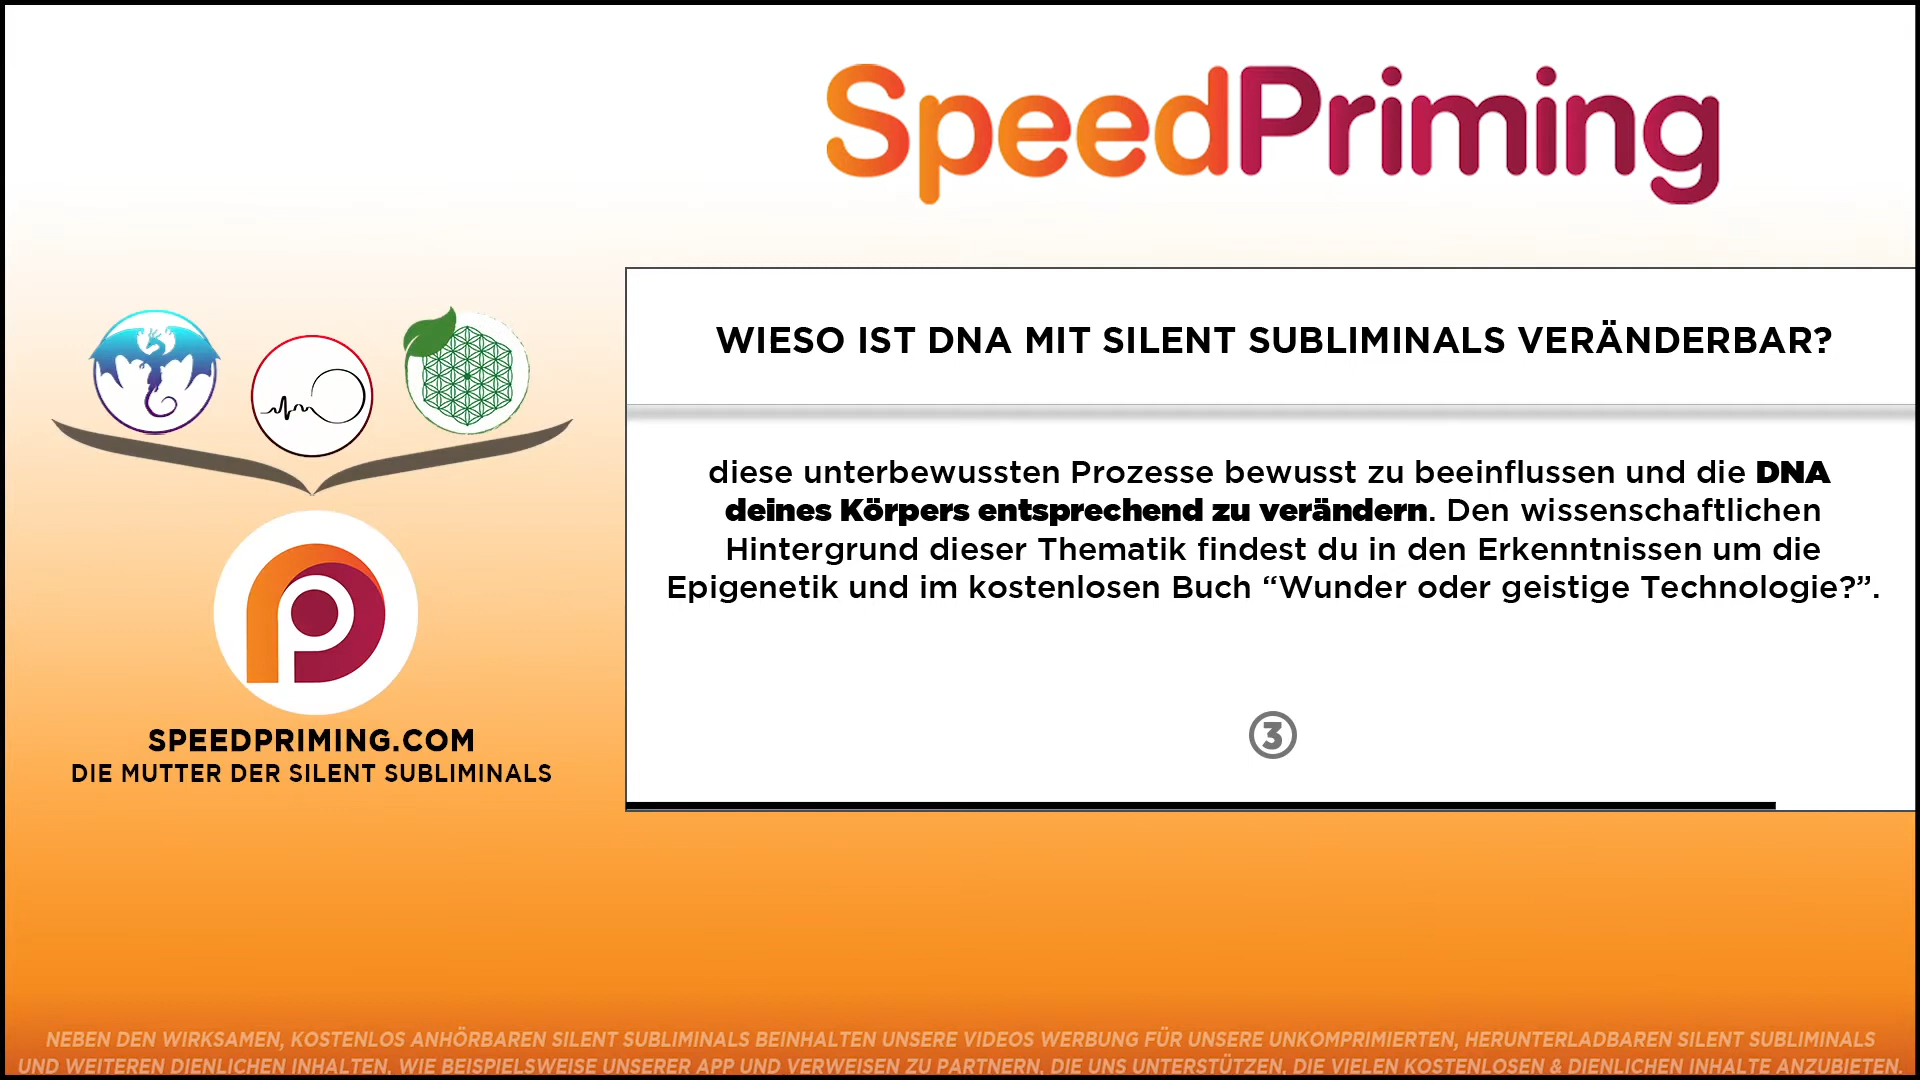 SpeedPriming
WIESO IST DNA MIT SILENT SUBLIMINALS VERÄNDERBAR?
diese unterbewussten Prozesse bewusst zu beeinflussen und die DNA
deines Körpers entsprechend zu verändern. Den wissenschaftlichen
Hintergrund dieser Thematik findest du in den Erkenntnissen um die
Epigenetik und im kostenlosen Buch “Wunder oder geistige Technologie?”.
3
SPEEDPRIMING.COM
DIE MUTTER DER SILENT SUBLIMINALS
NEBEN DEN WIRKSAMEN, KOSTENLOS ANHÖRBAREN SILENT SUBLIMINALS BEINHALTEN UNSERE VIDEOS WERBUNG FÜR UNSERE UNKOMPRIMIERTEN, HERUNTERLADBAREN SILENT SUBLIMINALS
UND WEITEREN DIENLICHEN INHALTEN, WIE BEISPIELSWEISE UNSERER APP UND VERWEISEN ZU PARTNERN, DIE UNS UNTERSTÜTZEN, DIE VIELEN KOSTENLOSEN & DIENLICHEN INHALTE ANZUBIETEN.